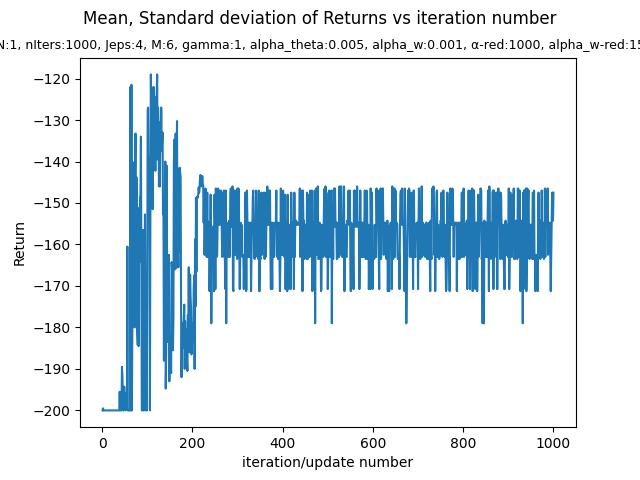 Mean, Standard deviation of Returns vs iteration number
N:1, nIters:1000, Jeps:4, M:6, gamma:1, alpha_theta:0.005, alpha_w:0.001, α-red:1000, alpha_w-red:15
−120
−130
−140
−150
−160
−170
−180
−190
−200
Return
0 200 400 600 800 1000
iteration/update number